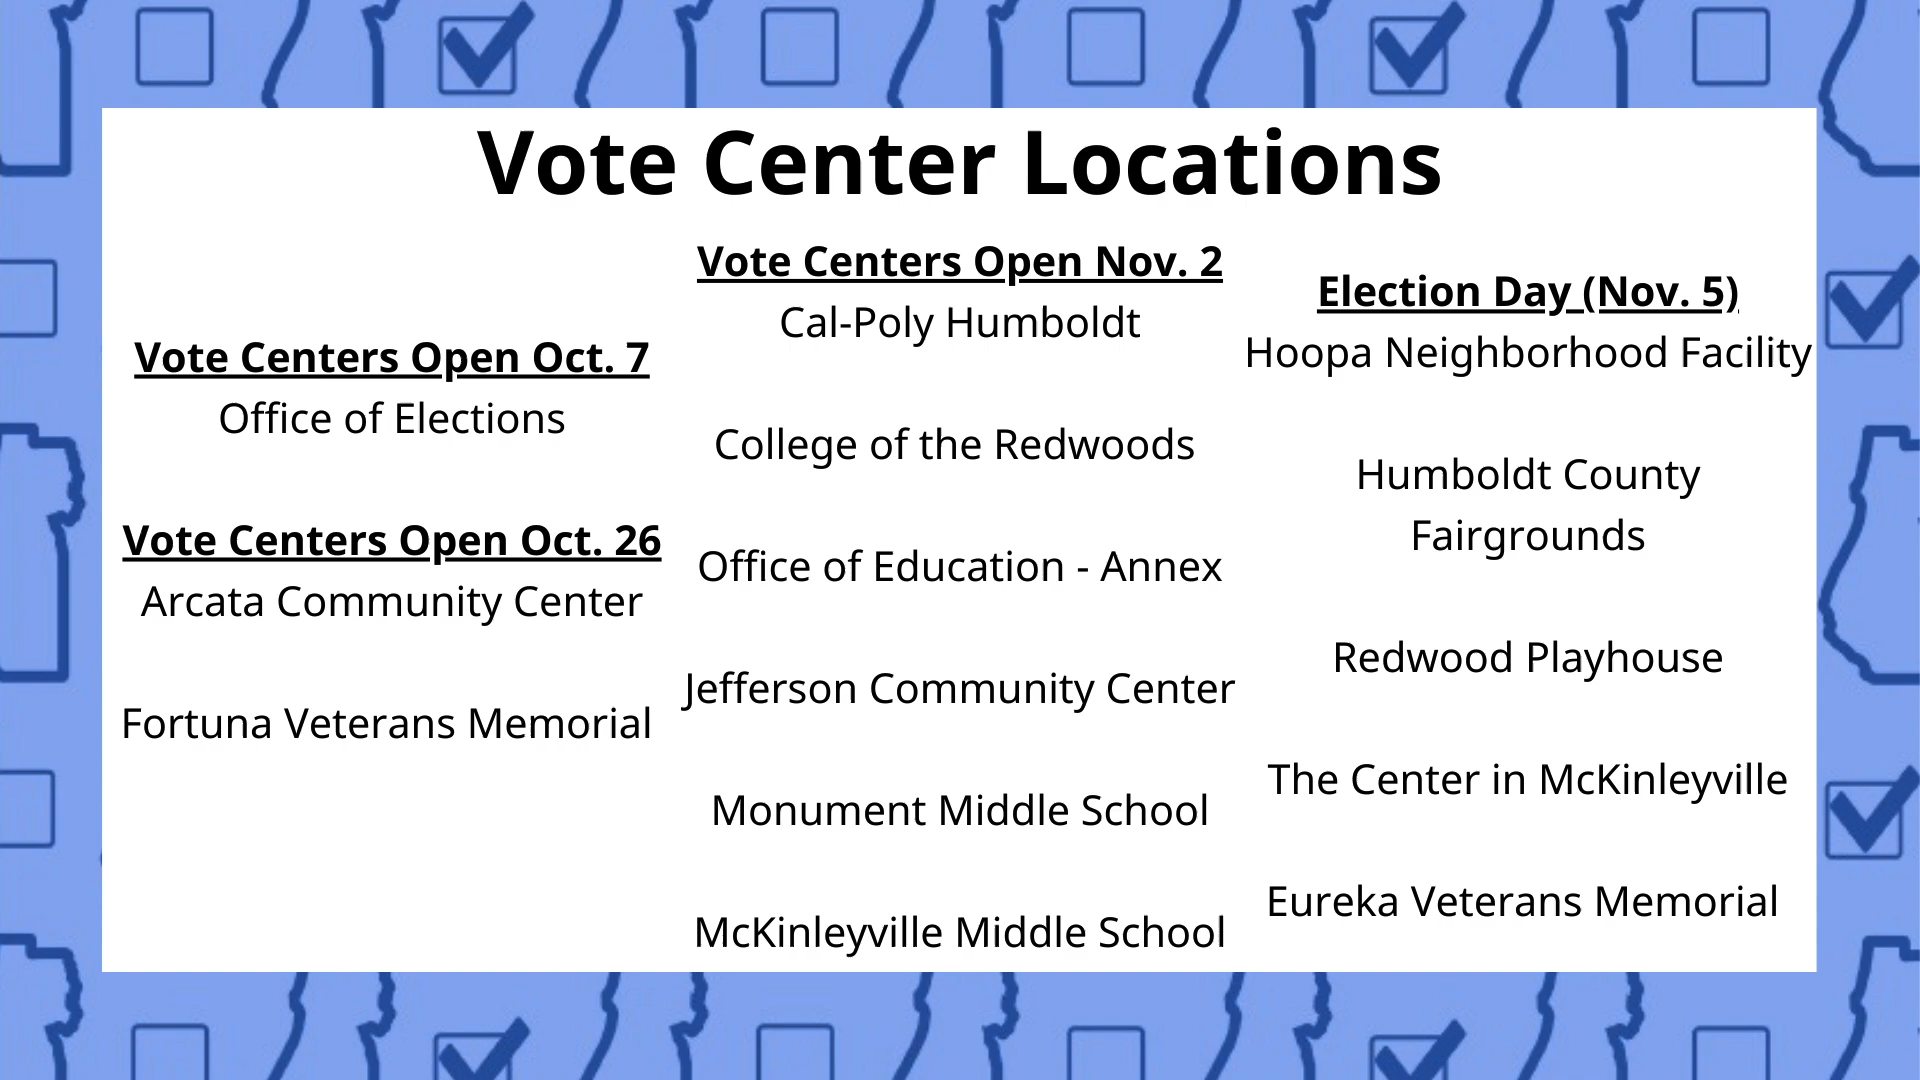 Vote Center Locations
Vote Centers Open Oct. 7
Office of Elections
Vote Centers Open Oct. 26
Arcata Community Center
Fortuna Veterans Memorial
Vote Centers Open Nov. 2
Cal-Poly Humboldt
College of the Redwoods
Office of Education - Annex
Jefferson Community Center
Monument Middle School
McKinleyville Middle School
Election Day (Nov. 5)
Hoopa Neighborhood Facility
Humboldt County
Fairgrounds
Redwood Playhouse
The Center in McKinleyville
Eureka Veterans Memorial